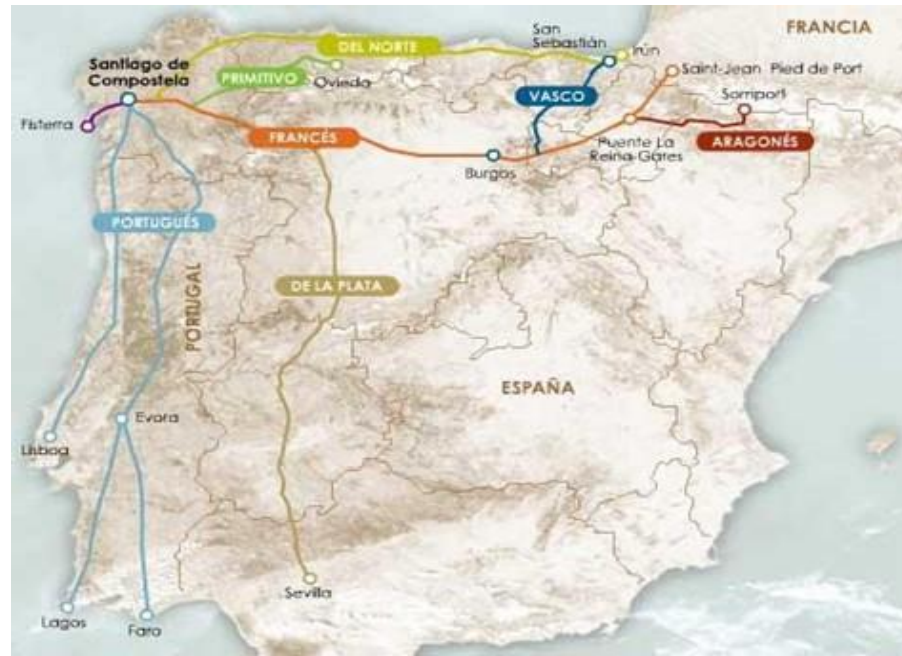 FRANCIA
San
Sebastián
DEL NORTE
Irún
Santiago de
Compostela
PRIMITIVO
Oviedo
Saint-Jean Pied de Port
VASCO
Somport
Fisterra
FRANCÉS
Puente La
Reina-Gares
ARAGONÉS
Burgos
PORTUGUÉS
DE LA PLATA
PORTUGAL
ESPAÑA
Evora
Lisboa
Sevilla
Lagos
Faro